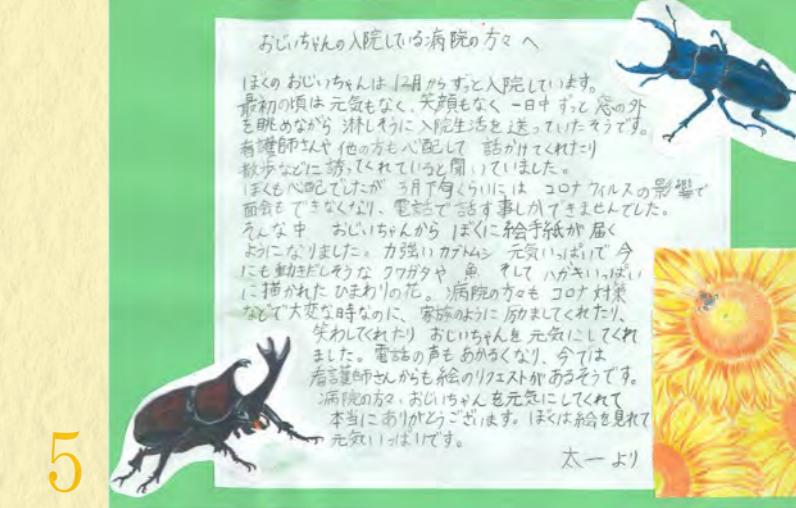 おじいちゃんの入院している病院の方々へ
ぼくのおじいちゃんは12月からずっと入院しています。
最初の頃は元気もなく、笑顔もなく一日中ずっと窓の外
を眺めながら淋しそうに入院生活を送っていたそうです。
看護師さんや他の方も心配して話かけてくれたり
散歩などに誘ってくれていると聞いていました。
ぼくも心配でしたが3月下旬くらいにはコロナウィルスの影響で
面会もできなくなり、電話で話す事しかできませんでした。
そんな中おじいちゃんからぼくに絵手紙が届く
ようになりました。力強いカブトムシ元気いっぱいで今
にも動きだしそうなクワガタや魚そしてハガキいっぱい
に描かれたひまわりの花。病院の方々もコロナ対策
などで大変な時なのに、家族のように励ましてくれたり、
笑わしてくれたりおじいちゃんを元気にしてくれ
ました。電話の声もあかるくなり、今では
看護師さんからも絵のリクエストがあるそうです。
病院の方々、おじいちゃんを元気にしてくれて
本当にありがとうございます。ぼくは絵を見れて
元気いっぱいです。
太一より
5